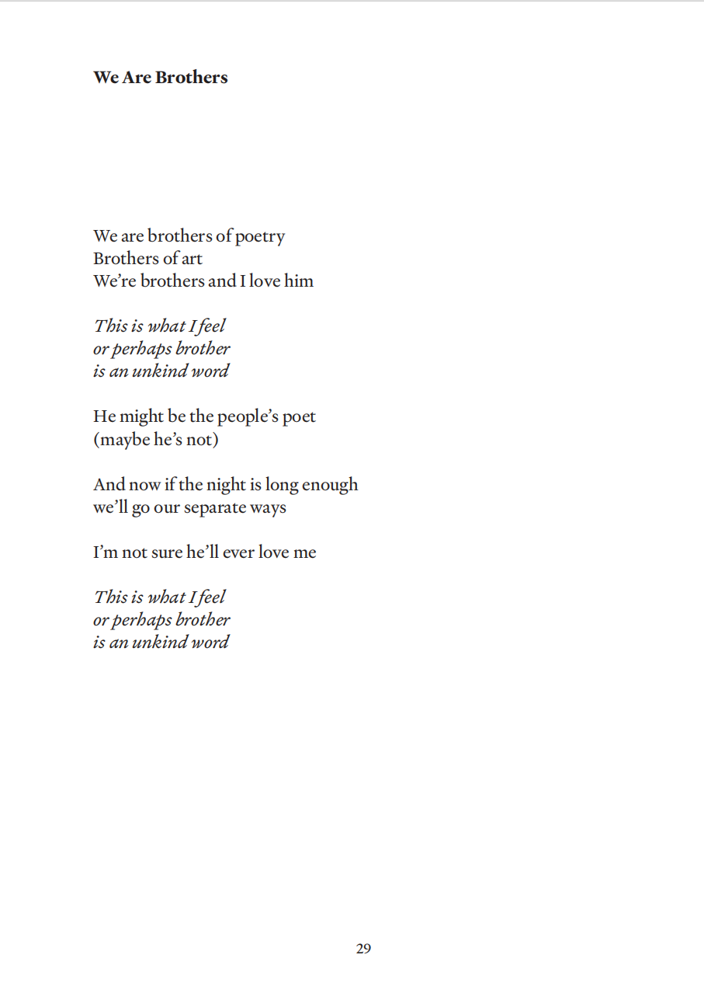 We Are Brothers
We are brothers of poetry
Brothers of art
We’re brothers and I love him
This is what I feel
or perhaps brother
is an unkind word
He might be the people’s poet
(maybe he’s not)
And now if the night is long enough
we’ll go our separate ways
I’m not sure he’ll ever love me
This is what I feel
or perhaps brother
is an unkind word
29